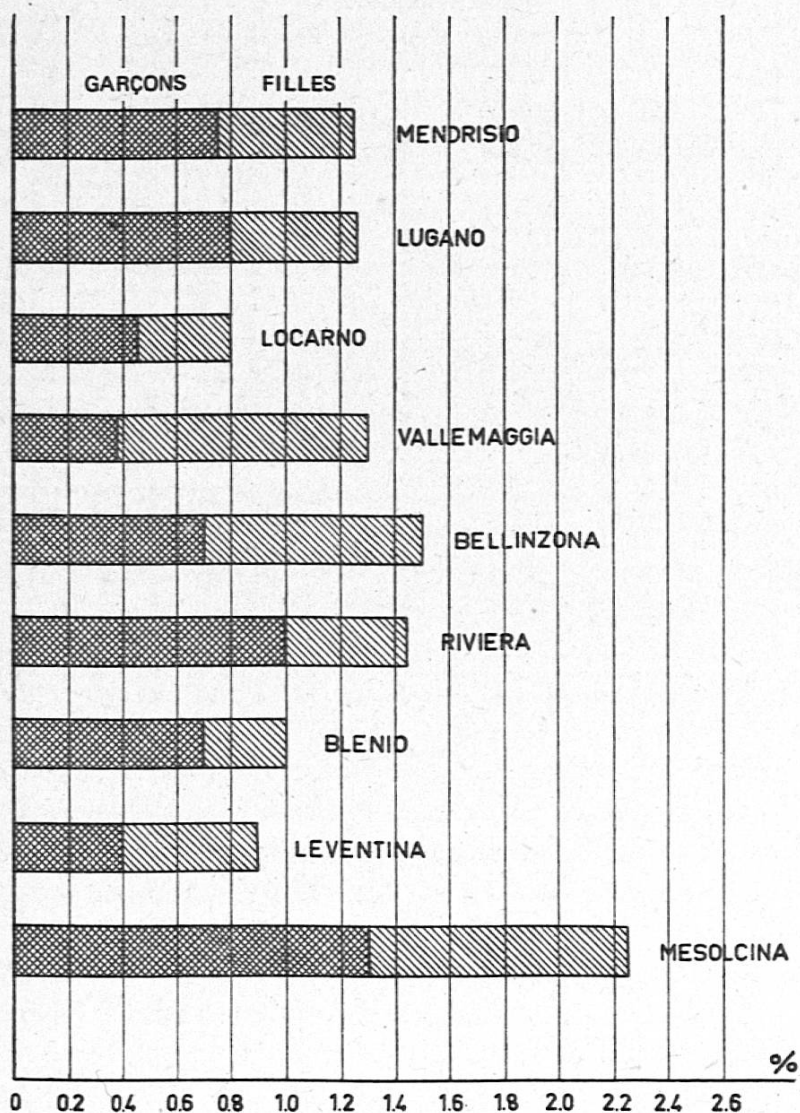 GARÇONS FILLES
MENDRISIO
LUGANO
LOCARNO
VALLEMAGGIA
BELLINZONA
RIVIERA
BLENIO
LEVENTINA
MESOLCINA
%
0 0.2 0.4 0.6 0.8 1.0 1.2 1.4 1.6 1.8 2.0 2.2 2.4 2.6